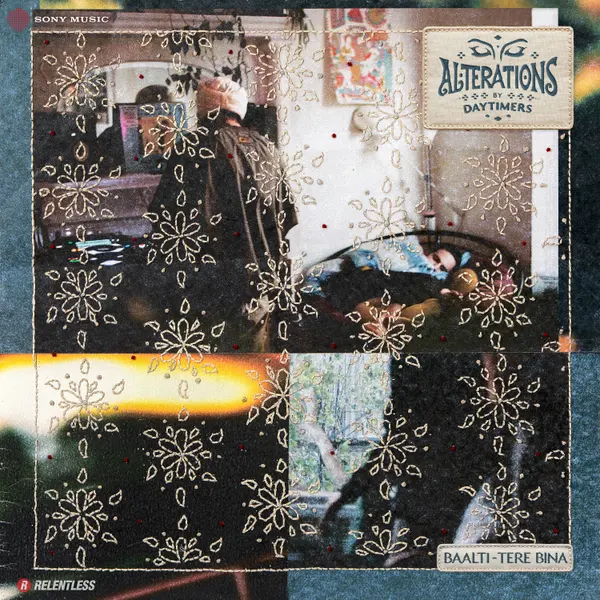 SONY MUSIC
ALTERATIONS
BY
DAYTIMERS
BAALTI - TERE BINA
R RELENTLESS